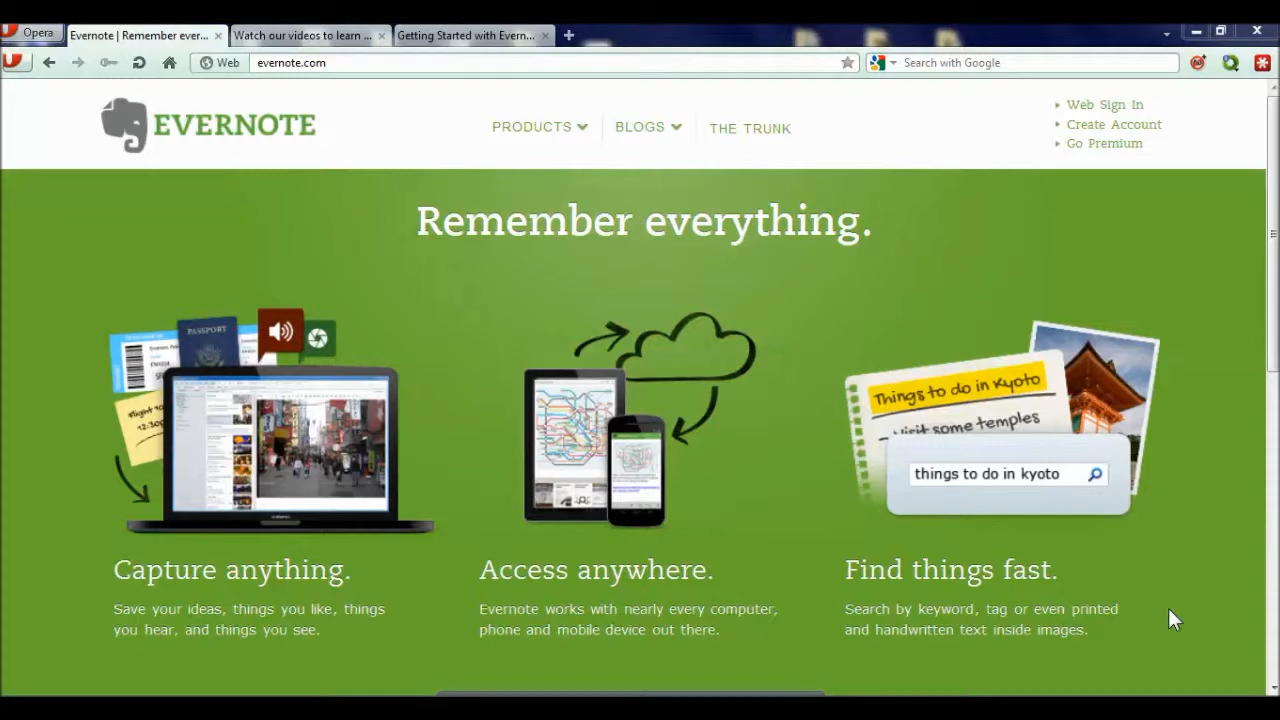 Opera
Evernote | Remember ever...
Watch our videos to learn ...
Getting Started with Evern...
Web
evernote.com
Search with Google
EVERNOTE
PRODUCTS
BLOGS
THE TRUNK
Web Sign In
Create Account
Go Premium
Remember everything.
PASSPORT
12:30p
Things to do in Kyoto
visit some temples
things to do in kyoto
Capture anything.
Save your ideas, things you like, things
you hear, and things you see.
Access anywhere.
Evernote works with nearly every computer,
phone and mobile device out there.
Find things fast.
Search by keyword, tag or even printed
and handwritten text inside images.